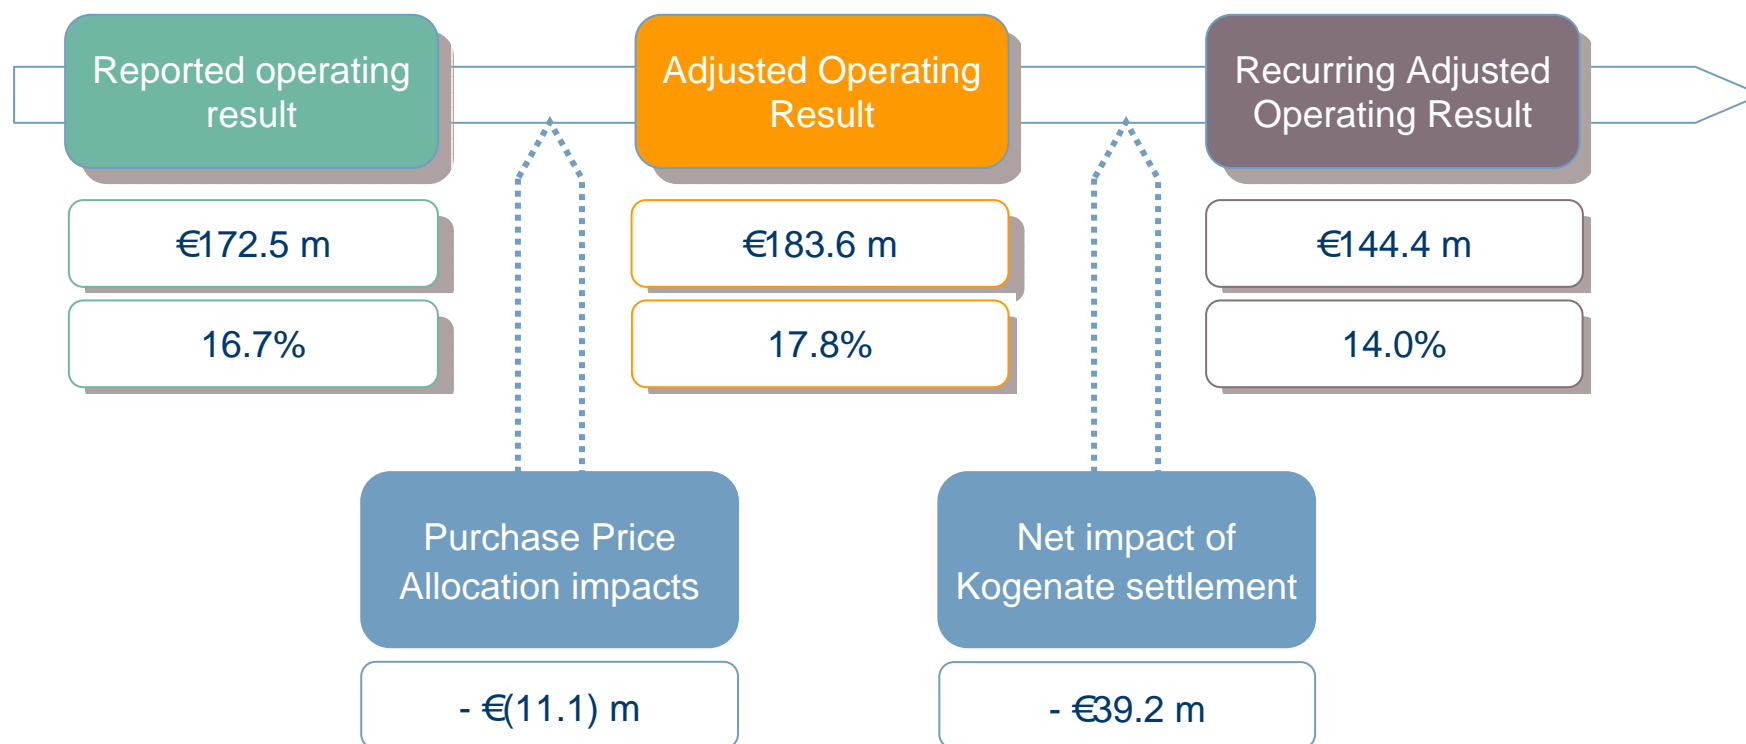 Reported operating
result
Adjusted Operating
Result
Recurring Adjusted
Operating Result
€172.5 m
€183.6 m
€144.4 m
16.7%
17.8%
14.0%
Purchase Price
Allocation impacts
Net impact of
Kogenate settlement
- €(11.1) m
- €39.2 m